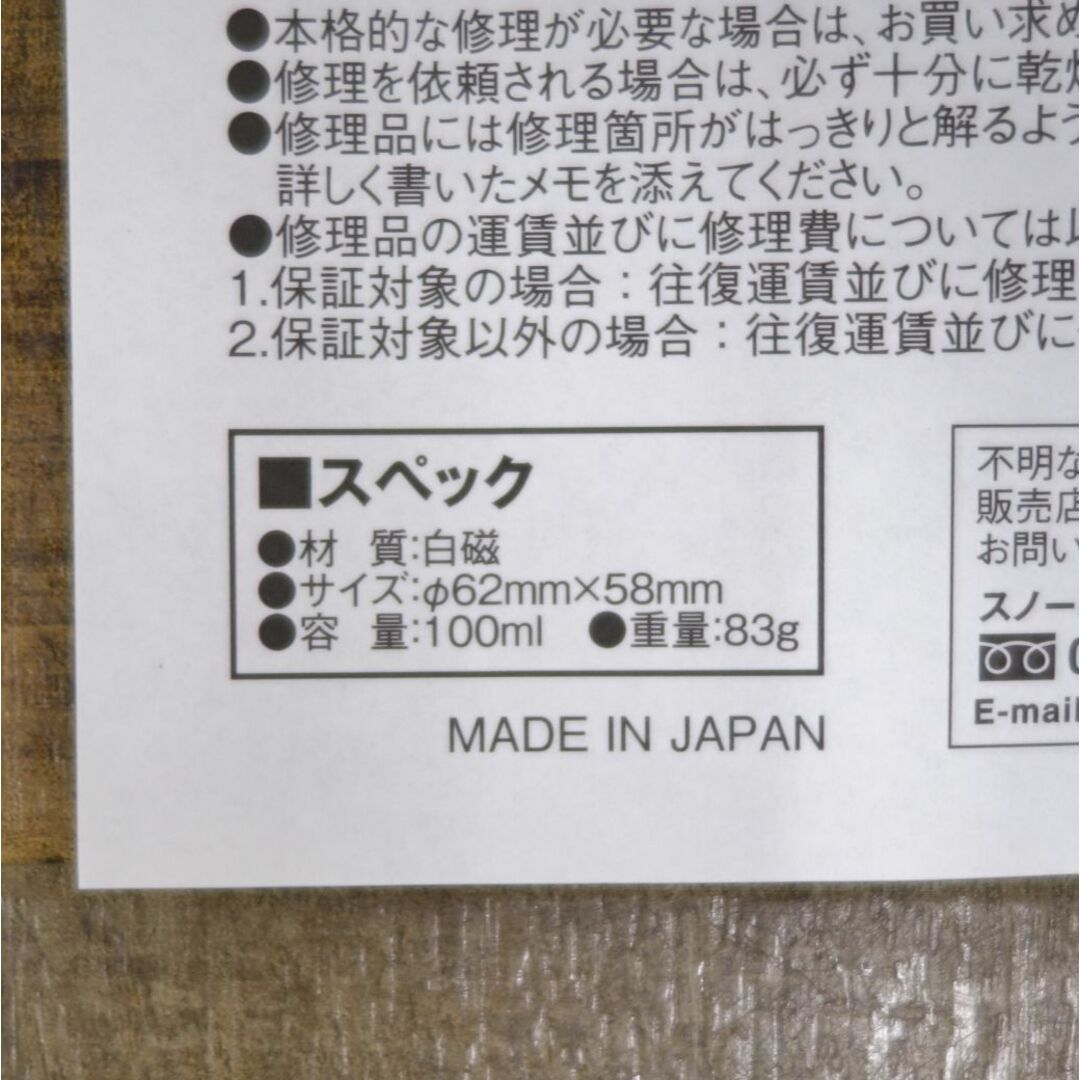 ●本格的な修理が必要な場合は、お買い求め
●修理を依頼される場合は、必ず十分に乾
●修理品には修理箇所がはっきりと解るよう
詳しく書いたメモを添えてください。
●修理品の運賃並びに修理費については
1.保証対象の場合：往復運賃並びに修理
2.保証対象以外の場合：往復運賃並びに
■スペック
●材 質:白磁
●サイズ:φ62mm×58mm
●容 量:100ml ●重量:83g
MADE IN JAPAN
不明な
販売店
お問い
スノー
0
E-mail